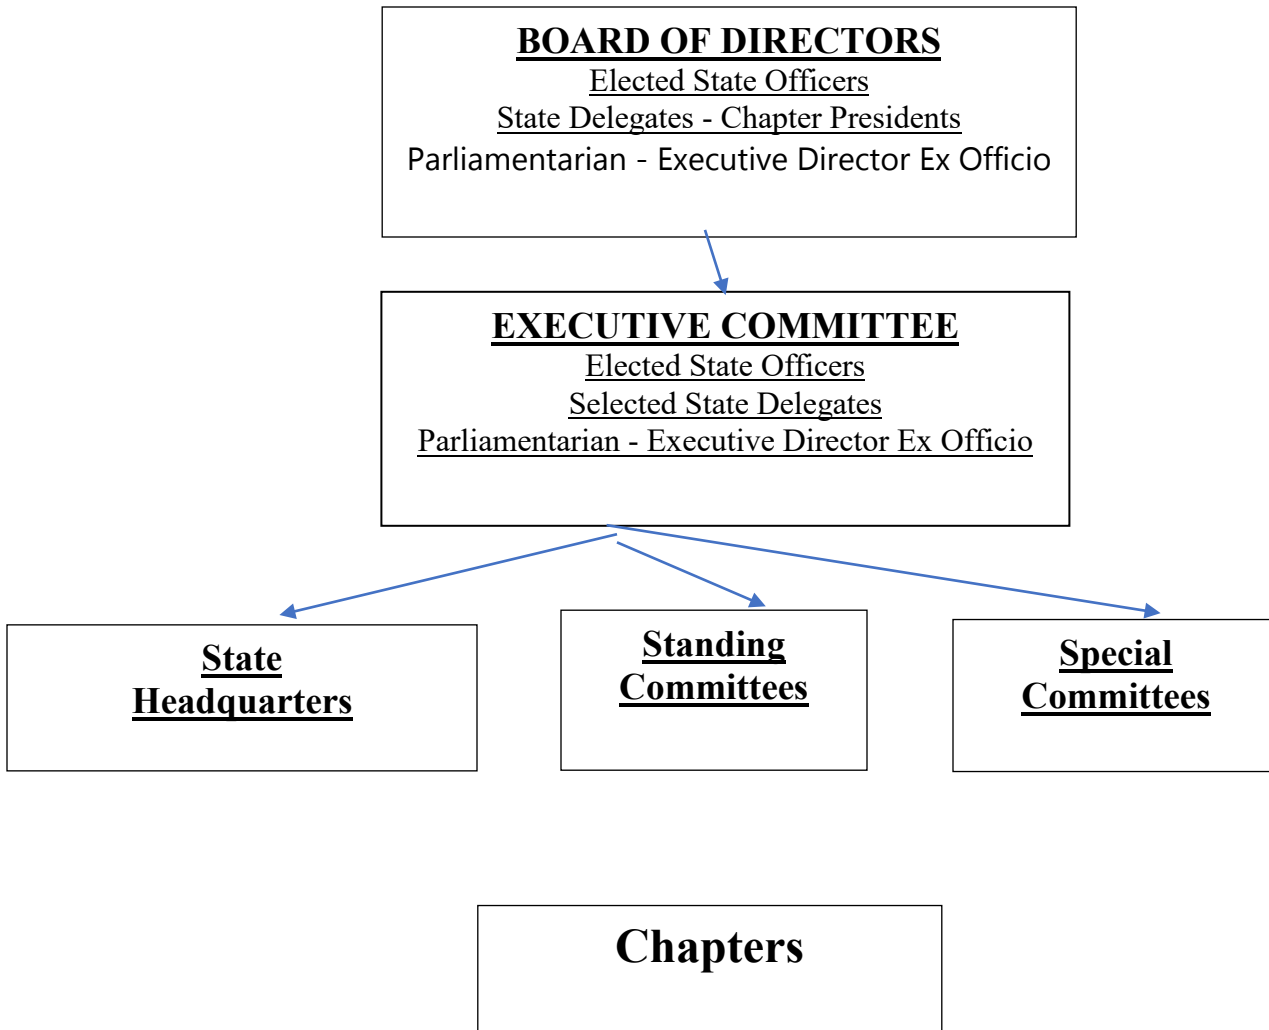 BOARD OF DIRECTORS
Elected State Officers
State Delegates - Chapter Presidents
Parliamentarian - Executive Director Ex Officio
EXECUTIVE COMMITTEE
Elected State Officers
Selected State Delegates
Parliamentarian - Executive Director Ex Officio
State
Headquarters
Standing
Committees
Special
Committees
Chapters